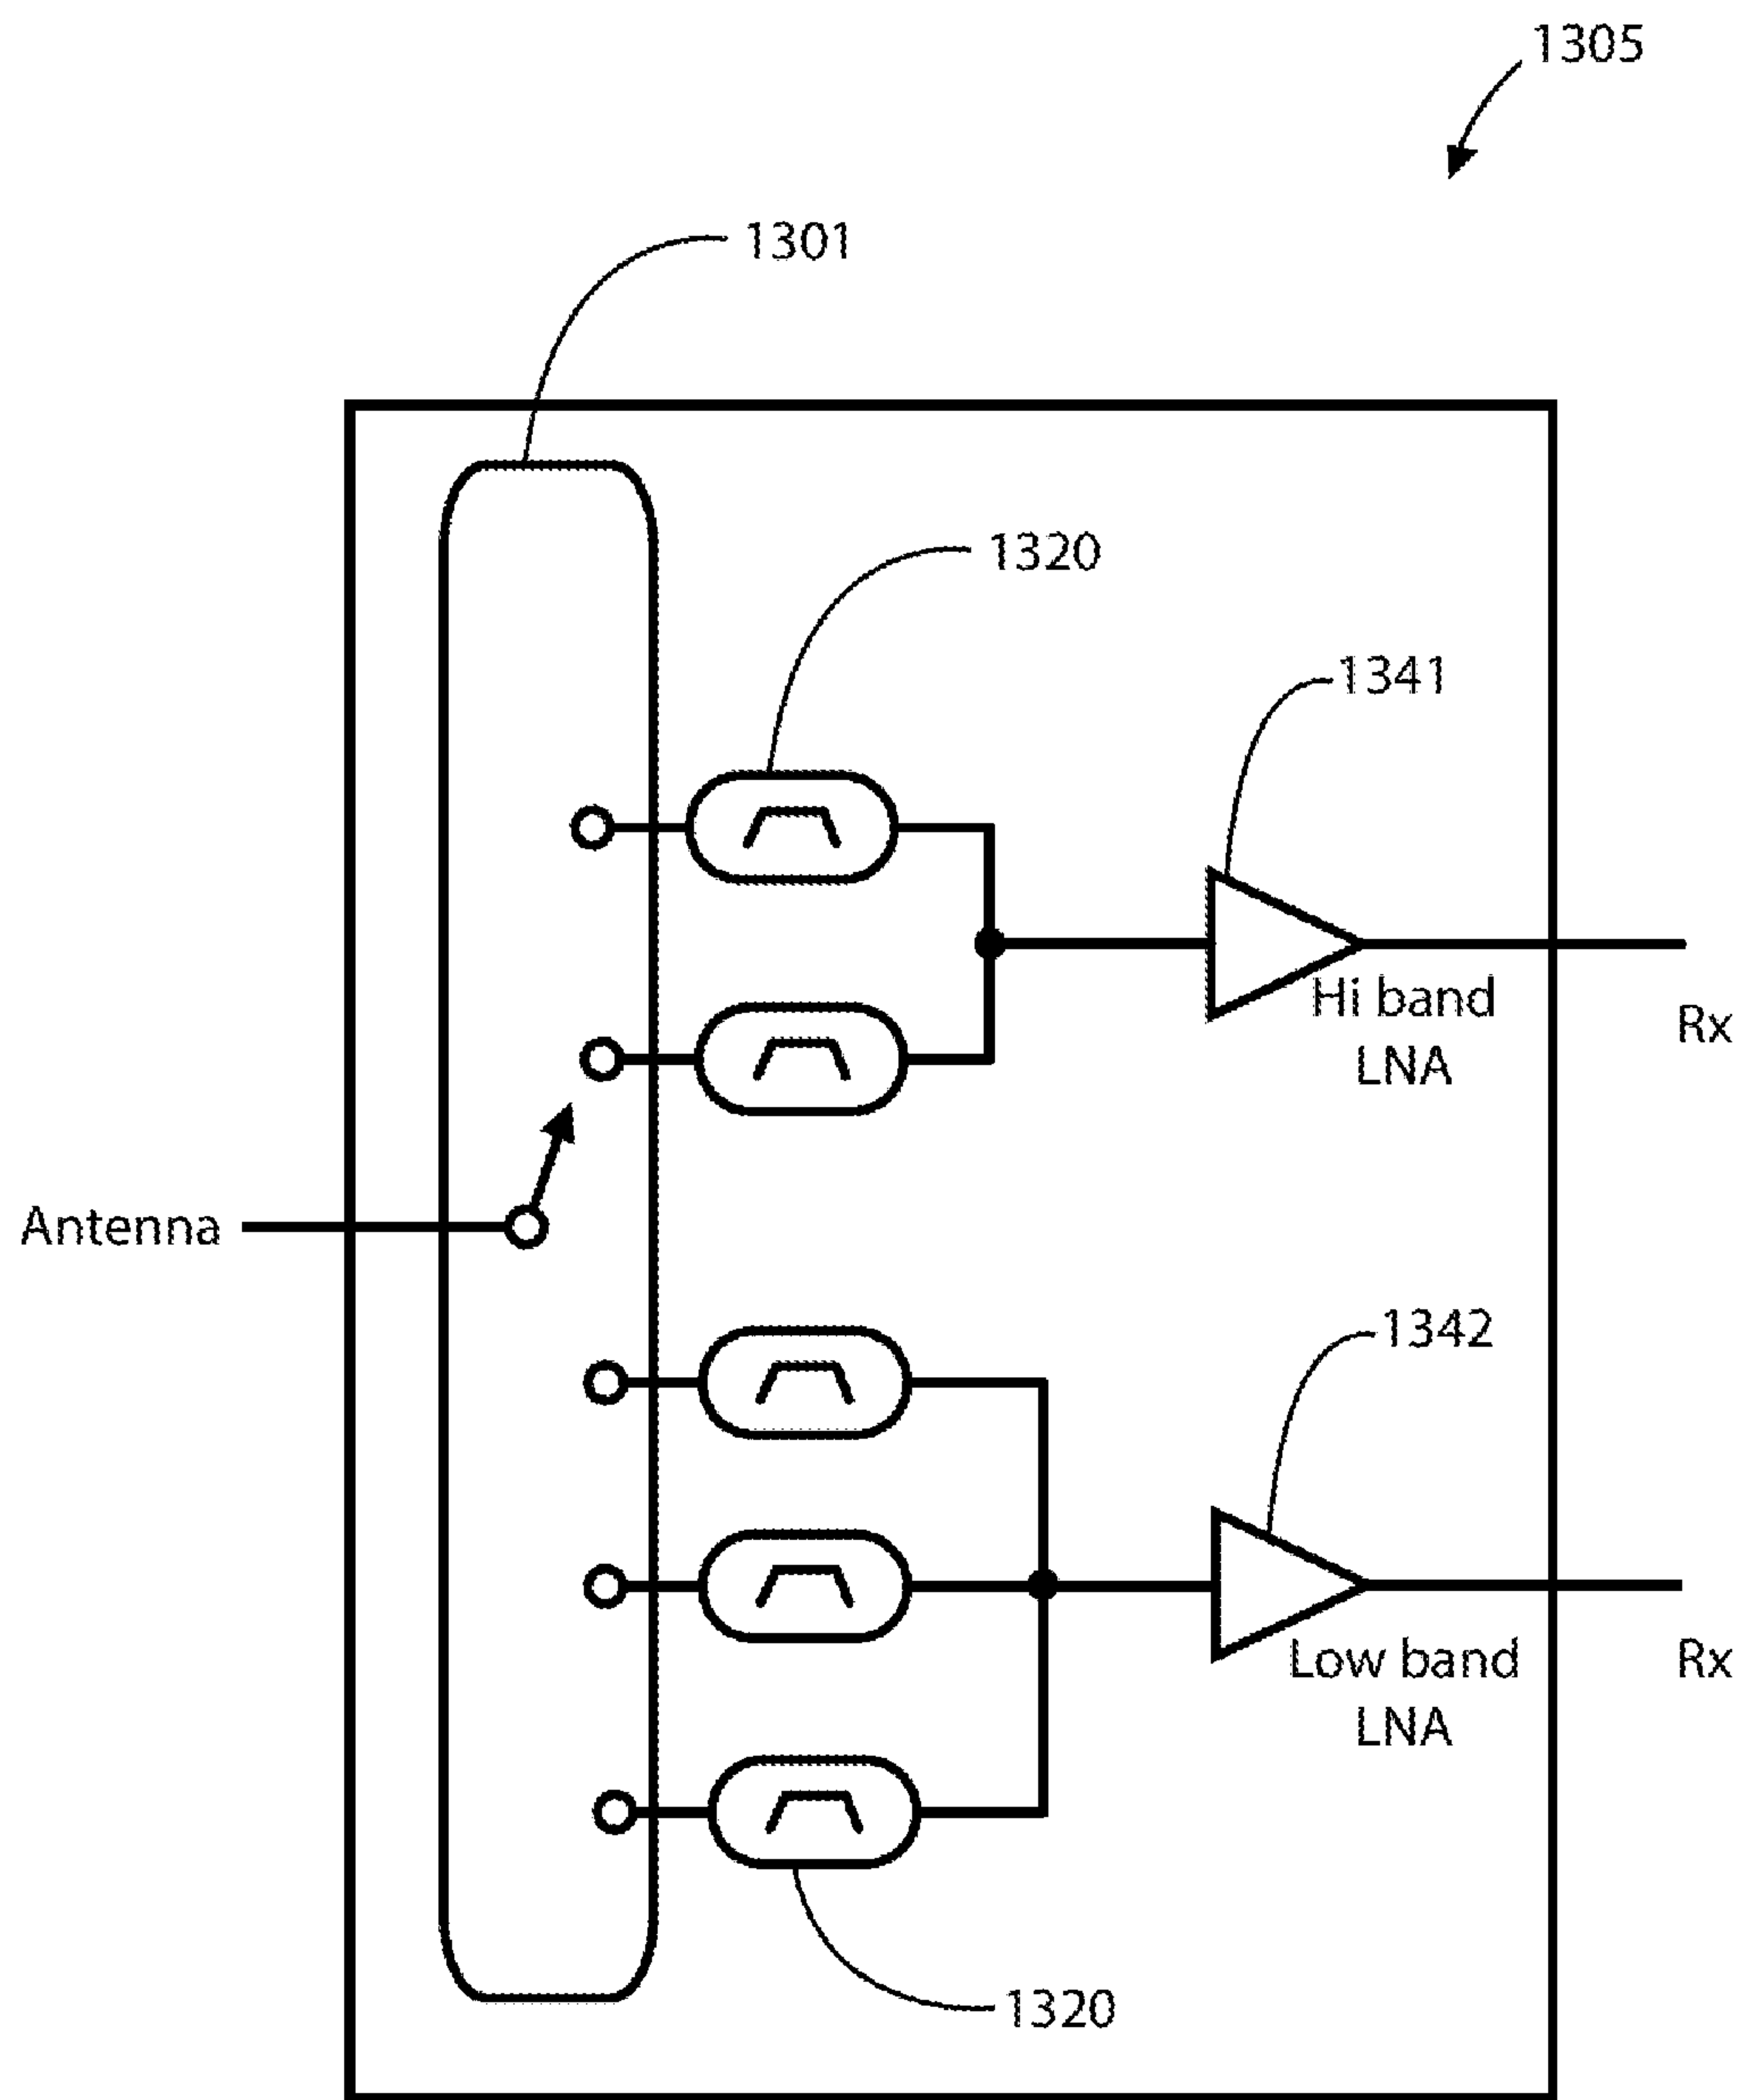 1305
1301
1320
1341
Hi band
LNA
Rx
Antenna
1342
Low band
LNA
Rx
1320